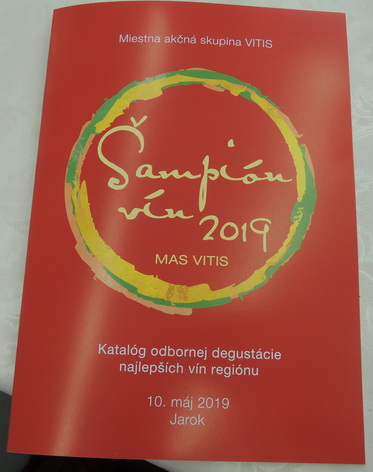 Miestna akčná skupina VITIS
Šampión
vín 2019
MAS VITIS
Katalóg odbornej degustácie
najlepších vín regiónu
10. máj 2019
Jarok